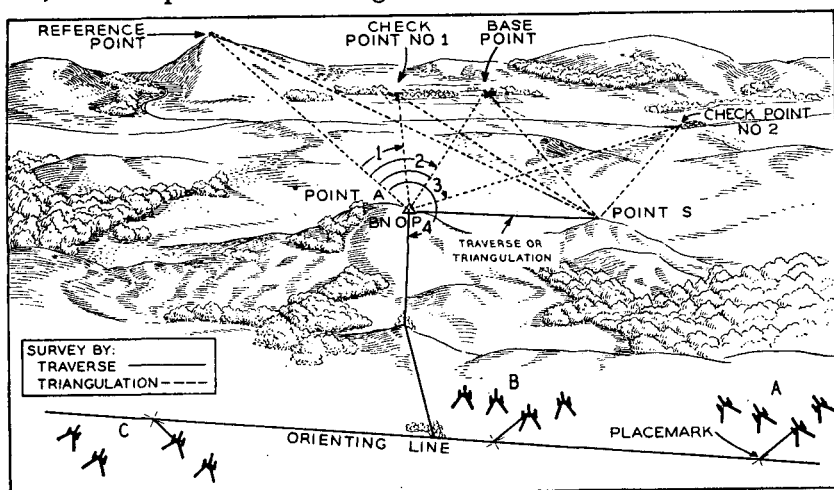 REFERENCE
POINT
CHECK
POINT NO 1
BASE
POINT
CHECK POINT
NO 2
1
2
3
POINT A
BN O P
4
POINT S
TRAVERSE OR
TRIANGULATION
SURVEY BY:
TRAVERSE
TRIANGULATION
B
A
C
ORIENTING LINE
PLACEMARK